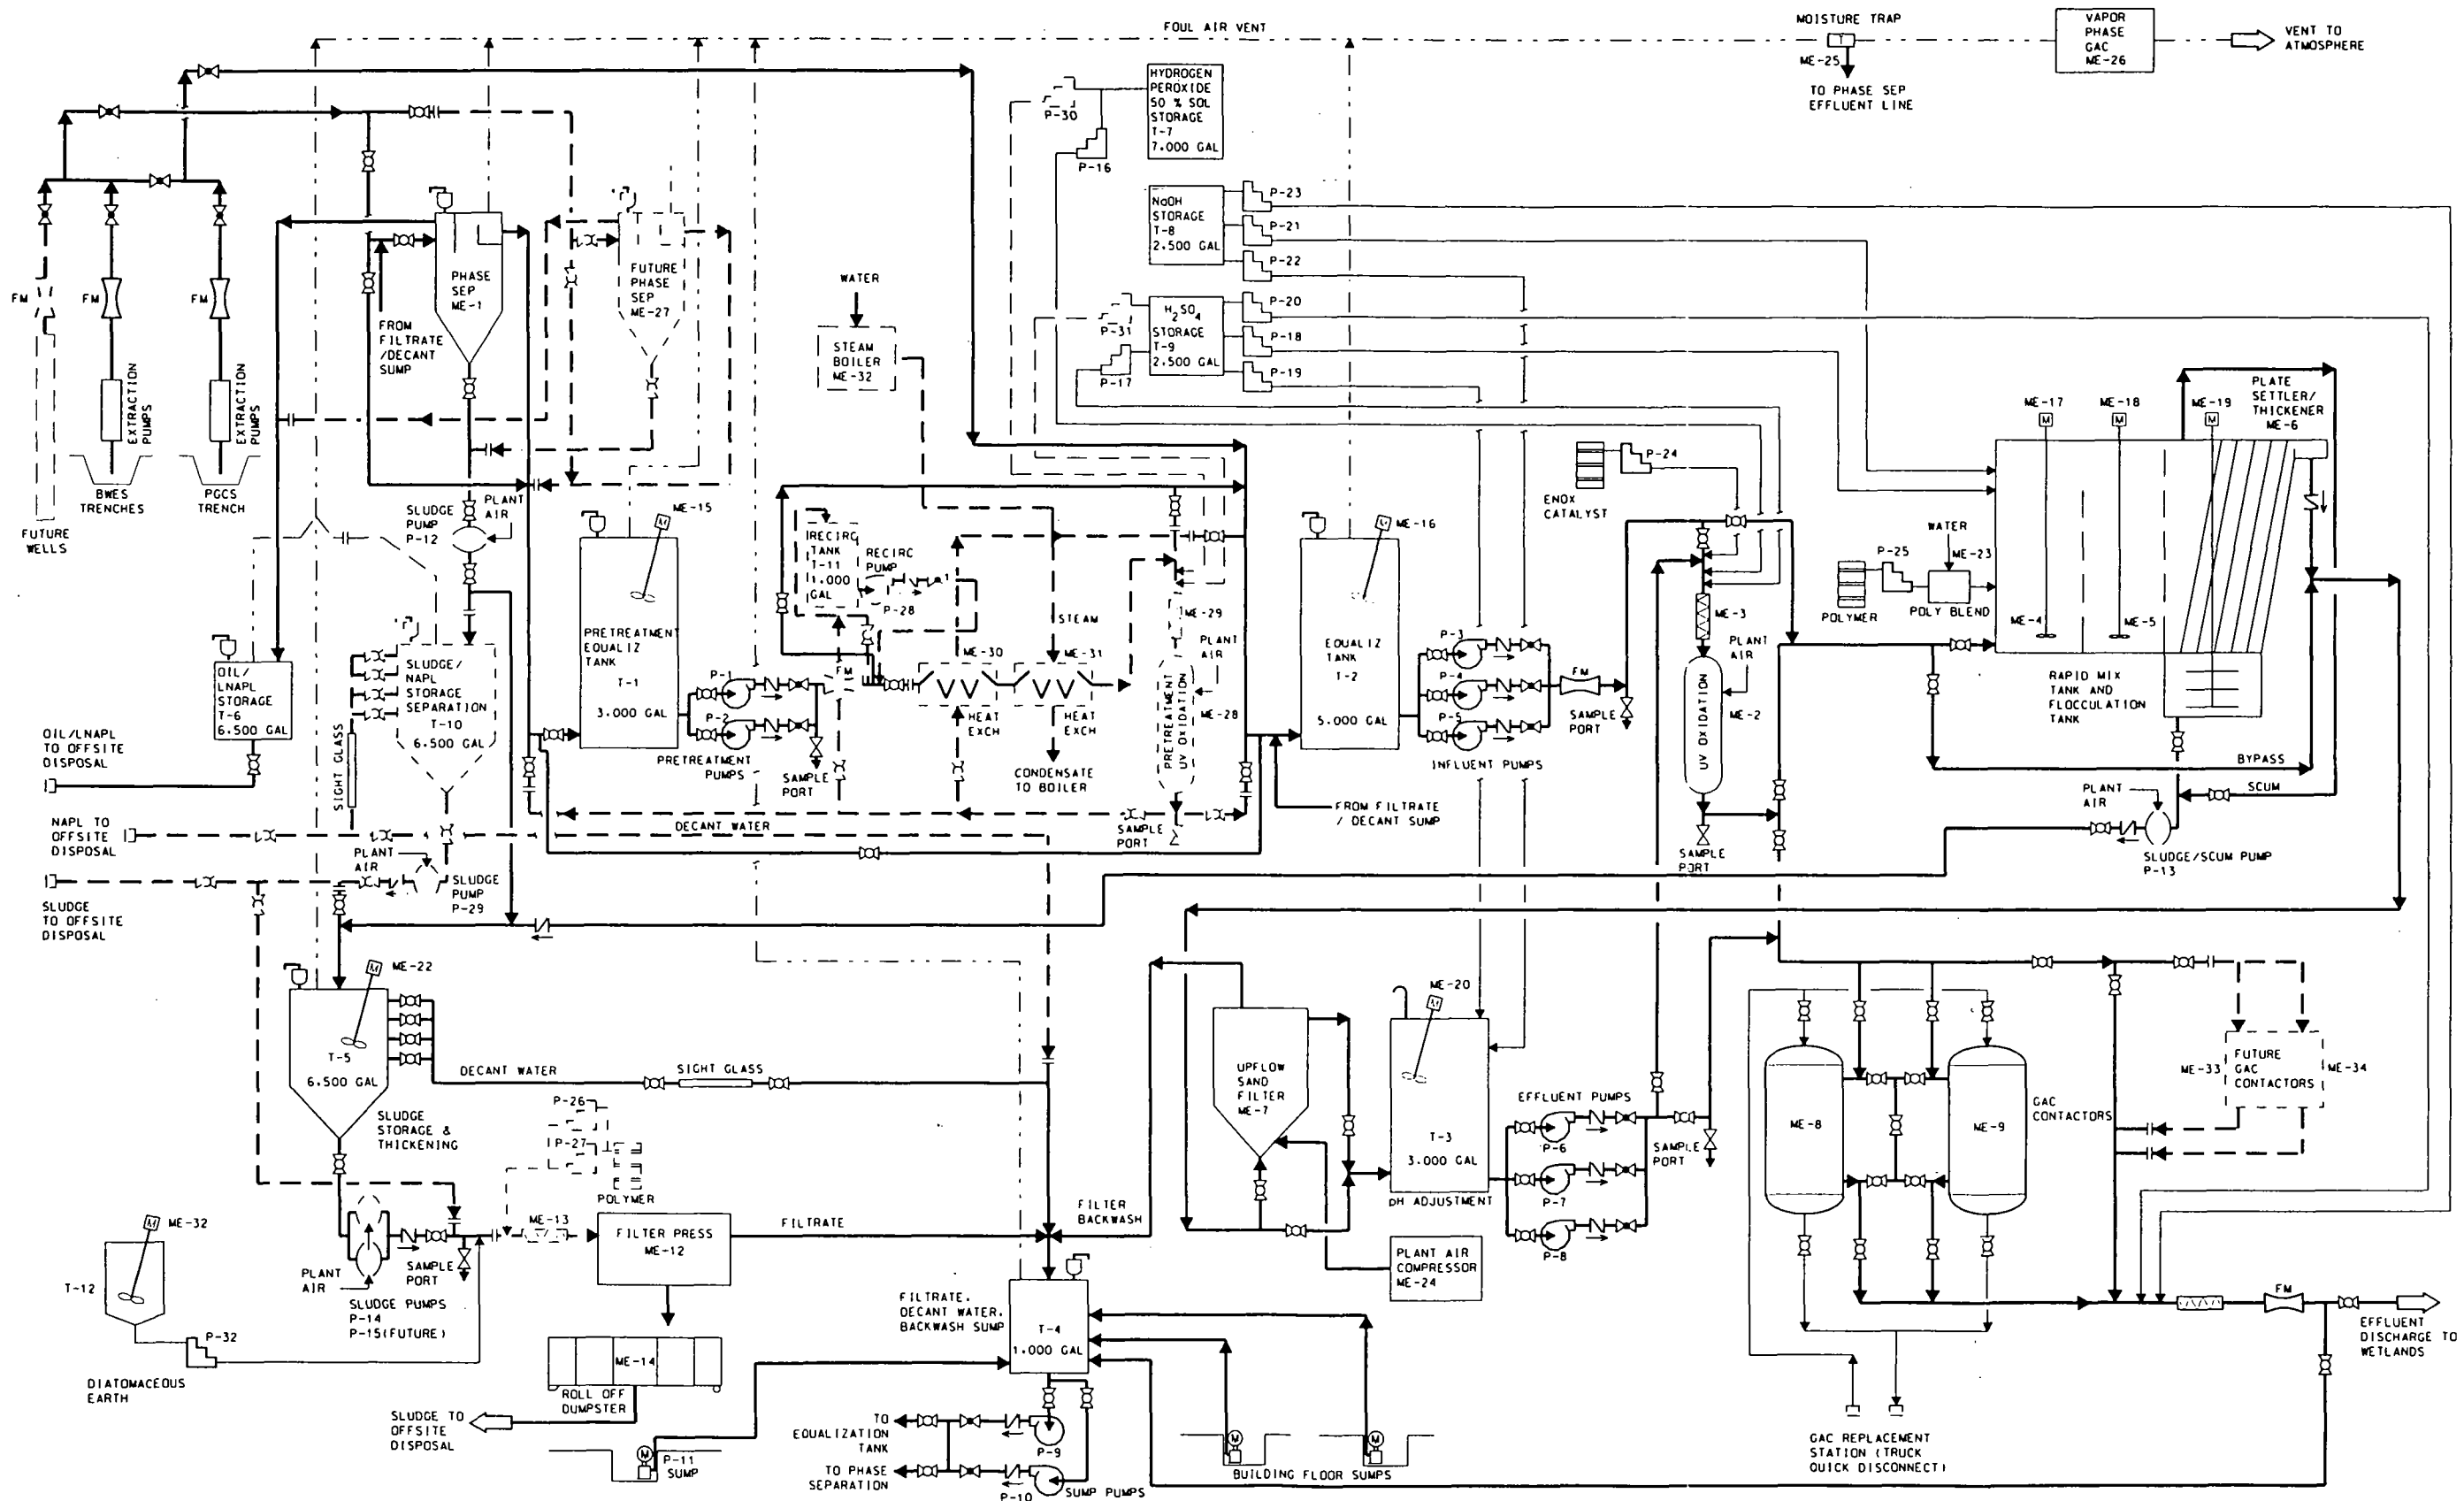 FOUL AIR VENT
MOISTURE TRAP
T
ME-25
TO PHASE SEP
EFFLUENT LINE
VAPOR
PHASE
GAC
ME-26
VENT TO
ATMOSPHERE
HYDROGEN
PEROXIDE
50 % SOL
STORAGE
T-7
7.000 GAL
P-30
P-16
NaOH
STORAGE
T-8
2.500 GAL
P-23
P-21
P-22
H2SO4
STORAGE
T-9
2.500 GAL
P-20
P-18
P-19
P-31
P-17
FM
FM
FM
EXTRACTION
PUMPS
EXTRACTION
PUMPS
BWES
TRENCHES
PGCS
TRENCH
FUTURE
WELLS
PHASE
SEP
ME-1
FROM
FILTRATE
/DECANT
SUMP
FUTURE
PHASE
SEP
ME-27
WATER
STEAM
BOILER
ME-32
SLUDGE
PUMP
P-12
PLANT
AIR
M
ME-15
PRETREATMENT
EQUALIZ
TANK
T-1
3.000 GAL
P-1
P-2
PRETREATMENT
PUMPS
SAMPLE
PORT
FM
RECIRC
TANK
T-11
1.000
GAL
RECIRC
PUMP
P-28
ME-30
ME-31
STEAM
HEAT
EXCH
HEAT
EXCH
CONDENSATE
TO BOILER
ME-29
PLANT
AIR
PRETREATMENT
UV OXIDATION
ME-28
SAMPLE
PORT
DECANT WATER
FROM FILTRATE
/ DECANT SUMP
M
ME-16
EQUALIZ
TANK
T-2
5.000 GAL
P-3
P-4
P-5
INFLUENT PUMPS
FM
SAMPLE
PORT
ENOX
CATALYST
P-24
ME-3
PLANT
AIR
UV OXIDATION
ME-2
SAMPLE
PORT
PLATE
SETTLER/
THICKENER
ME-6
ME-17
ME-18
ME-19
M
M
M
WATER
ME-23
P-25
POLYMER
POLY BLEND
ME-4
ME-5
RAPID MIX
TANK AND
FLOCCULATION
TANK
BYPASS
SCUM
PLANT
AIR
SLUDGE/SCUM PUMP
P-13
OIL/
LNAPL
STORAGE
T-6
6.500 GAL
SLUDGE/
NAPL
STORAGE
SEPARATION
T-10
6.500 GAL
SIGHT GLASS
OIL/LNAPL
TO OFFSITE
DISPOSAL
NAPL TO
OFFSITE
DISPOSAL
PLANT
AIR
SLUDGE
PUMP
P-29
SLUDGE
TO OFFSITE
DISPOSAL
M
ME-22
T-5
6.500 GAL
SLUDGE
STORAGE &
THICKENING
DECANT WATER
SIGHT GLASS
P-26
P-27
POLYMER
ME-13
FILTER PRESS
ME-12
FILTRATE
FILTER
BACKWASH
M
ME-32
T-12
P-32
DIATOMACEOUS
EARTH
PLANT
AIR
SAMPLE
PORT
SLUDGE PUMPS
P-14
P-15(FUTURE)
ME-14
ROLL OFF
DUMPSTER
SLUDGE TO
OFFSITE
DISPOSAL
M
P-11
SUMP
FILTRATE.
DECANT WATER.
BACKWASH SUMP
T-4
1.000 GAL
TO
EQUALIZATION
TANK
P-9
TO PHASE
SEPARATION
P-10
SUMP PUMPS
M
M
BUILDING FLOOR SUMPS
UPFLOW
SAND
FILTER
ME-7
M
ME-20
T-3
3.000 GAL
pH ADJUSTMENT
PLANT AIR
COMPRESSOR
ME-24
EFFLUENT PUMPS
P-6
P-7
P-8
SAMPLE
PORT
ME-8
ME-9
GAC
CONTACTORS
ME-33
FUTURE
GAC
CONTACTORS
ME-34
FM
EFFLUENT
DISCHARGE TO
WETLANDS
GAC REPLACEMENT
STATION (TRUCK
QUICK DISCONNECT)